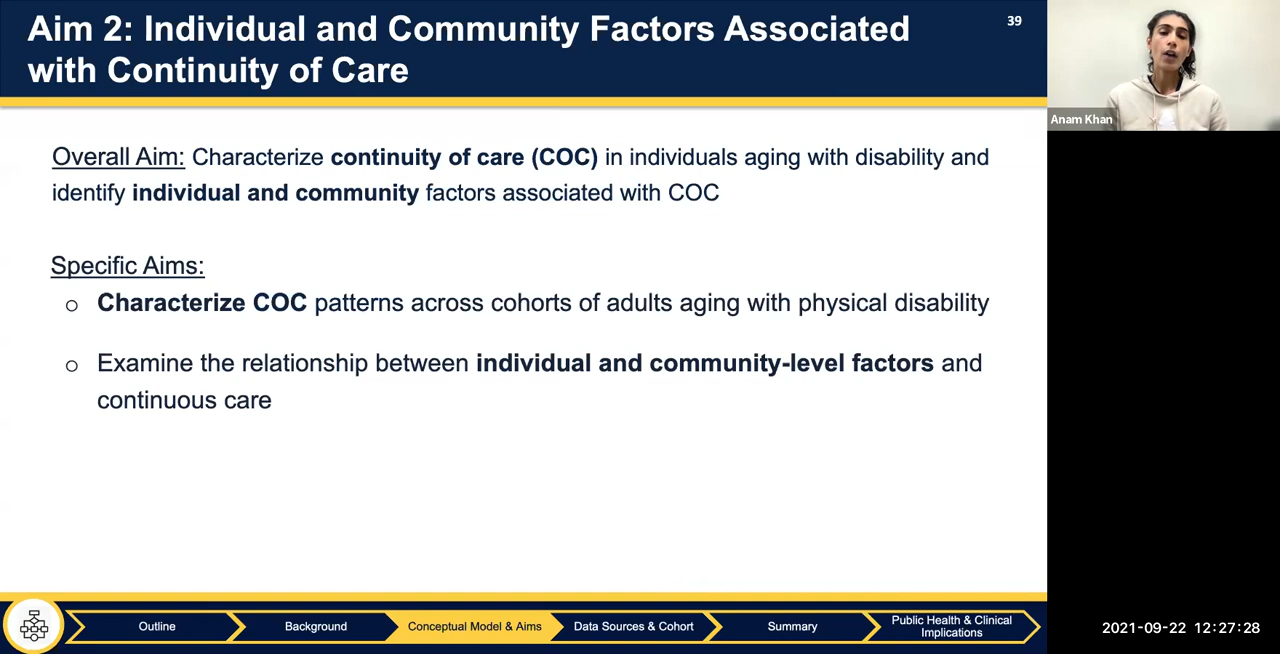 Aim 2: Individual and Community Factors Associated
with Continuity of Care
39
Anam Khan
Overall Aim: Characterize continuity of care (COC) in individuals aging with disability and
identify individual and community factors associated with COC
Specific Aims:
o Characterize COC patterns across cohorts of adults aging with physical disability
o Examine the relationship between individual and community-level factors and
continuous care
Outline
Background
Conceptual Model & Aims
Data Sources & Cohort
Summary
Public Health & Clinical
Implications
2021-09-22 12:27:28